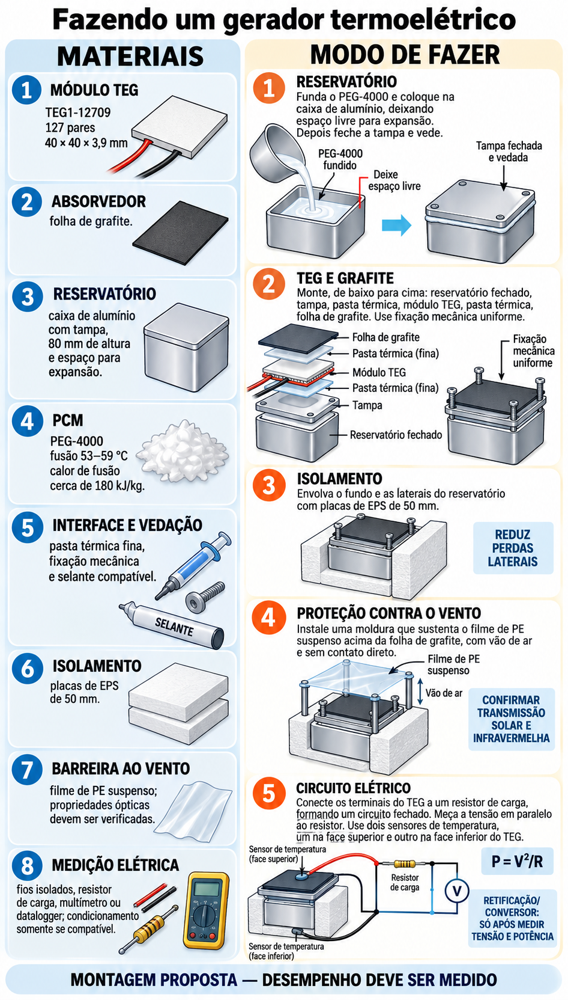 Fazendo um gerador termoelétrico
MATERIAIS
1
MÓDULO TEG
TEG1-12709
127 pares
40 × 40 × 3,9 mm
2
ABSORVEDOR
folha de grafite.
3
RESERVATÓRIO
caixa de alumínio
com tampa,
80 mm de altura
e espaço para
expansão.
4
PCM
PEG-4000
fusão 53–59 °C
calor de fusão
cerca de 180 kJ/kg.
5
INTERFACE E VEDAÇÃO
pasta térmica fina,
fixação mecânica
e selante compatível.
SELANTE
6
ISOLAMENTO
placas de EPS
de 50 mm.
7
BARREIRA AO VENTO
filme de PE suspenso;
propriedades ópticas
devem ser verificadas.
8
MEDIÇÃO ELÉTRICA
fios isolados, resistor
de carga, multímetro ou
datalogger; condicionamento
somente se compatível.
MODO DE FAZER
1
RESERVATÓRIO
Funda o PEG-4000 e coloque na
caixa de alumínio, deixando
espaço livre para expansão.
Depois feche a tampa e vede.
PEG-4000
fundido
Deixe
espaço livre
Tampa fechada
e vedada
2
TEG E GRAFITE
Monte, de baixo para cima: reservatório fechado,
tampa, pasta térmica, módulo TEG, pasta térmica,
folha de grafite. Use fixação mecânica uniforme.
Folha de grafite
Pasta térmica (fina)
Módulo TEG
Pasta térmica (fina)
Tampa
Reservatório fechado
Fixação
mecânica
uniforme
3
ISOLAMENTO
Envolva o fundo e as laterais do reservatório
com placas de EPS de 50 mm.
REDUZ
PERDAS
LATERAIS
4
PROTEÇÃO CONTRA O VENTO
Instale uma moldura que sustenta o filme de PE
suspenso acima da folha de grafite, com vão de ar
e sem contato direto.
Filme de PE
suspenso
Vão de ar
CONFIRMAR
TRANSMISSÃO
SOLAR E
INFRAVERMELHA
5
CIRCUITO ELÉTRICO
Conecte os terminais do TEG a um resistor de carga,
formando um circuito fechado. Meça a tensão em paralelo
ao resistor. Use dois sensores de temperatura,
um na face superior e outro na face inferior do TEG.
Sensor de temperatura
(face superior)
Resistor
de carga
V
P = V²/R
RETIFICAÇÃO/
CONVERSOR:
SÓ APÓS MEDIR
TENSÃO E POTÊNCIA
Sensor de temperatura
(face inferior)
MONTAGEM PROPOSTA — DESEMPENHO DEVE SER MEDIDO